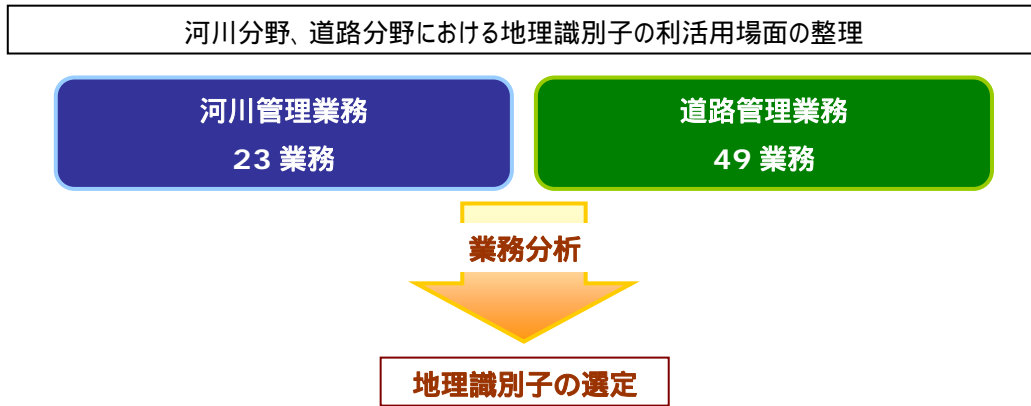 河川分野、道路分野における地理識別子の利活用場面の整理
河川管理業務
23 業務
道路管理業務
49 業務
業務分析
地理識別子の選定